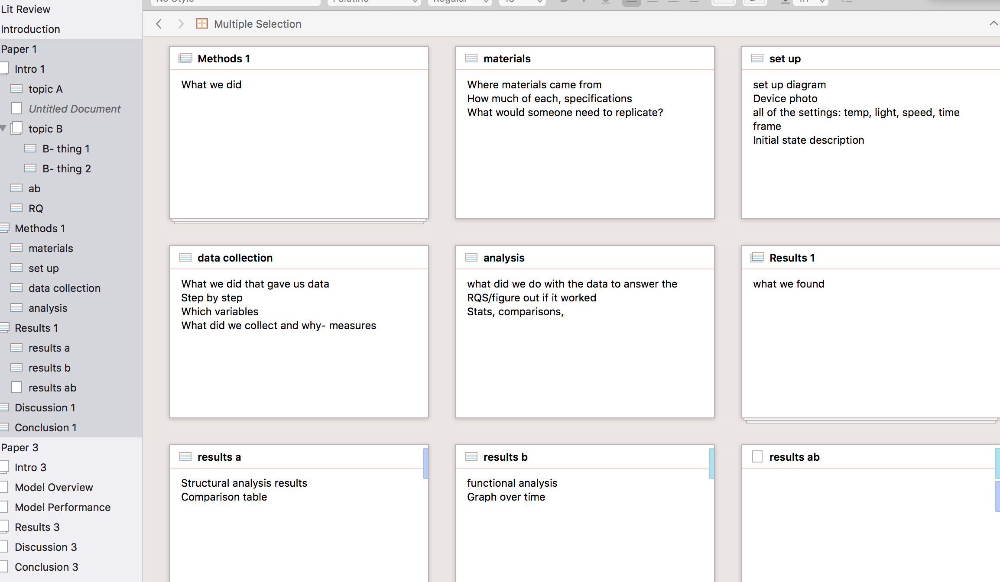 Lit Review
Introduction
Paper 1
Intro 1
topic A
Untitled Document
topic B
B- thing 1
B- thing 2
ab
RQ
Methods 1
materials
set up
data collection
analysis
Results 1
results a
results b
results ab
Discussion 1
Conclusion 1
Paper 3
Intro 3
Model Overview
Model Performance
Results 3
Discussion 3
Conclusion 3
Multiple Selection
Methods 1
What we did
materials
Where materials came from
How much of each, specifications
What would someone need to replicate?
set up
set up diagram
Device photo
all of the settings: temp, light, speed, time
frame
Initial state description
data collection
What we did that gave us data
Step by step
Which variables
What did we collect and why- measures
analysis
what did we do with the data to answer the
RQS/figure out if it worked
Stats, comparisons,
Results 1
what we found
results a
Structural analysis results
Comparison table
results b
functional analysis
Graph over time
results ab